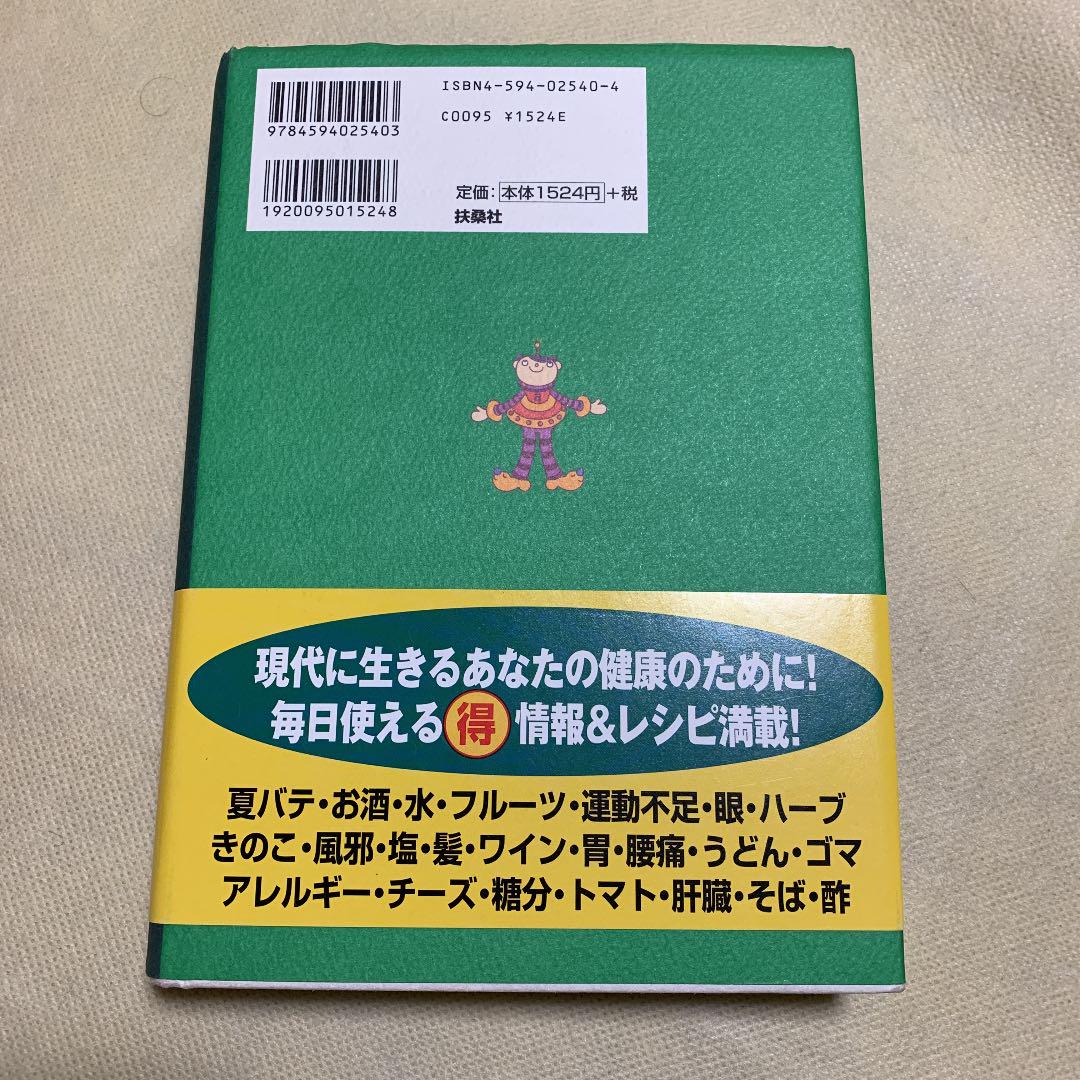 ISBN4-594-02540-4
C0095 ¥1524E
9784594025403
1920095015248
定価:本体1524円+税
扶桑社
現代に生きるあなたの健康のために!
毎日使える得情報&レシピ満載!
夏バテ・お酒・水・フルーツ・運動不足・眼・ハーブ
きのこ・風邪・塩・髪・ワイン・胃・腰痛・うどん・ゴマ
アレルギー・チーズ・糖分・トマト・肝臓・そば・酢